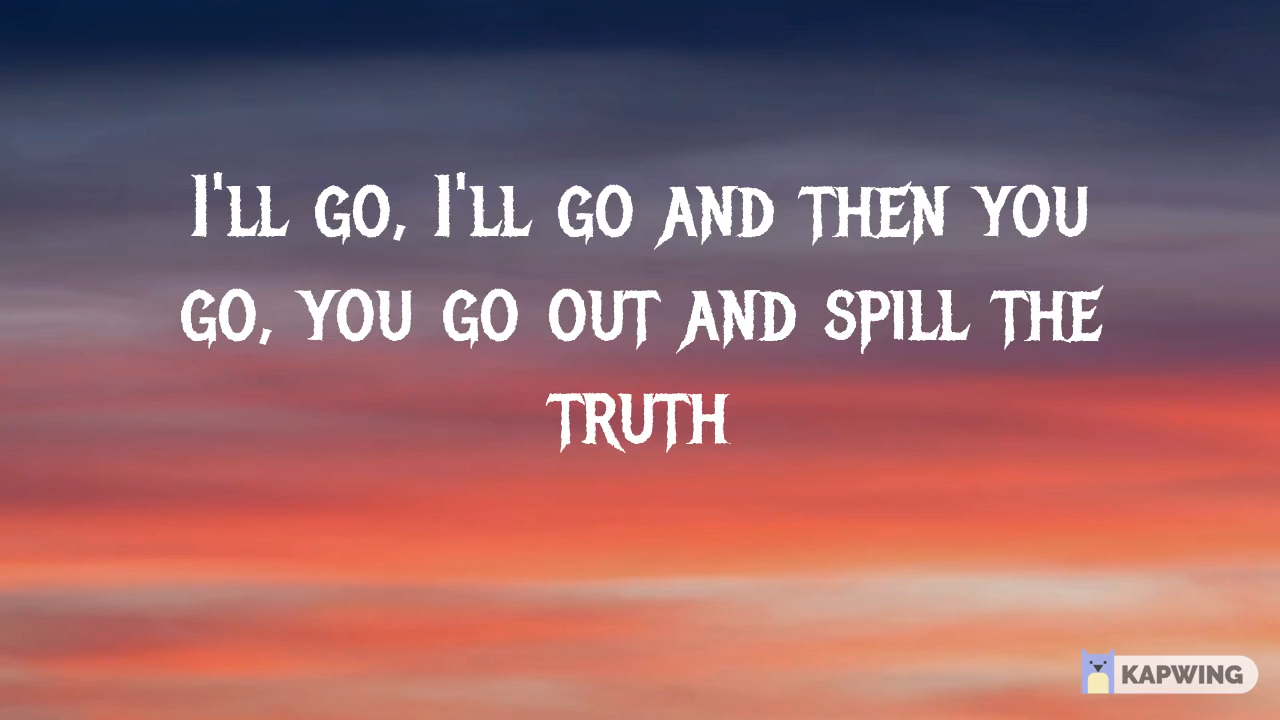 I'LL GO, I'LL GO AND THEN YOU
GO, YOU GO OUT AND SPILL THE
TRUTH
KAPWING